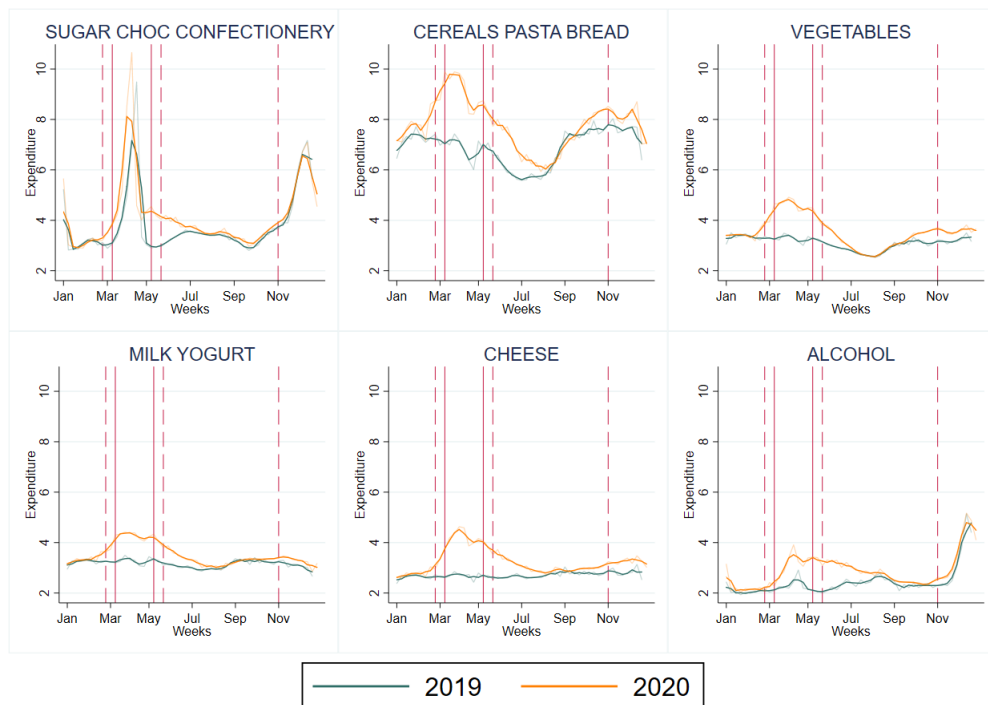 SUGAR CHOC CONFECTIONERY
Expenditure
10
8
6
4
2
Jan Mar May Jul Sep Nov
Weeks
CEREALS PASTA BREAD
Expenditure
10
8
6
4
2
Jan Mar May Jul Sep Nov
Weeks
VEGETABLES
Expenditure
10
8
6
4
2
Jan Mar May Jul Sep Nov
Weeks
MILK YOGURT
Expenditure
10
8
6
4
2
Jan Mar May Jul Sep Nov
Weeks
CHEESE
Expenditure
10
8
6
4
2
Jan Mar May Jul Sep Nov
Weeks
ALCOHOL
Expenditure
10
8
6
4
2
Jan Mar May Jul Sep Nov
Weeks
2019 2020